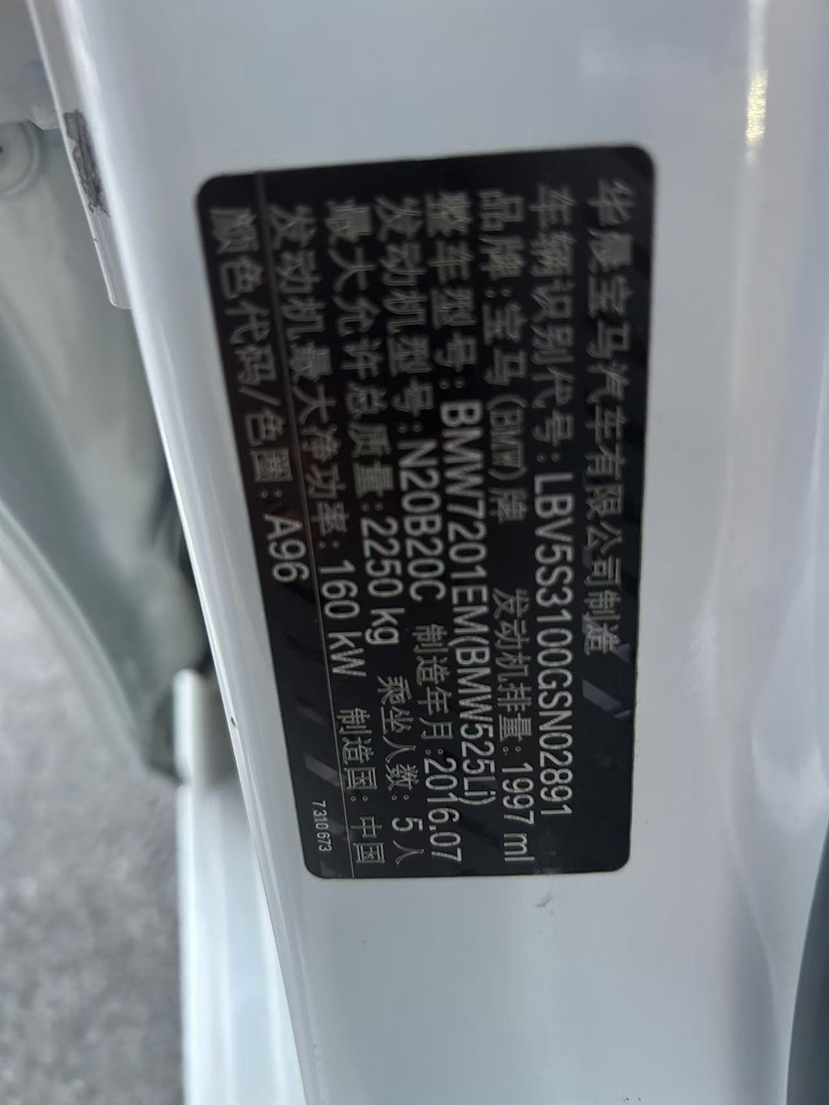 华晨宝马汽车有限公司制造
车辆识别代号:LBV5S3100GSN02891
品牌:宝马(BMW)牌 发动机排量:1997 ml
整车型号:BMW7201EM(BMW525Li)
发动机型号:N20B20C 制造年月:2016.07
最大允许总质量:2250 kg 乘坐人数:5人
发动机最大净功率:160 kW 制造国:中国
颜色代码/色图:A96
7310673